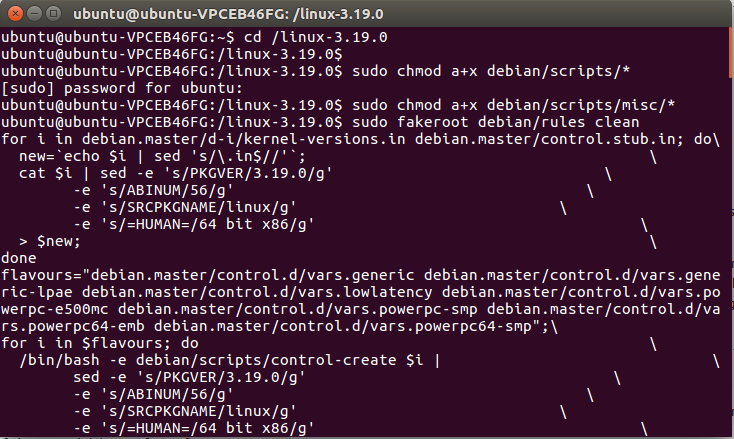 ubuntu@ubuntu-VPCEB46FG: /linux-3.19.0
ubuntu@ubuntu-VPCEB46FG:~$ cd /linux-3.19.0
ubuntu@ubuntu-VPCEB46FG:/linux-3.19.0$
ubuntu@ubuntu-VPCEB46FG:/linux-3.19.0$ sudo chmod a+x debian/scripts/*
[sudo] password for ubuntu:
ubuntu@ubuntu-VPCEB46FG:/linux-3.19.0$ sudo chmod a+x debian/scripts/misc/*
ubuntu@ubuntu-VPCEB46FG:/linux-3.19.0$ sudo fakeroot debian/rules clean
for i in debian.master/d-i/kernel-versions.in debian.master/control.stub.in; do\
  new=`echo $i | sed 's/\.in$//'`;                                      \
  cat $i | sed -e 's/PKGVER/3.19.0/g'                              \
        -e 's/ABINUM/56/g'                                       \
        -e 's/SRCPKGNAME/linux/g'                             \
        -e 's/=HUMAN=/64 bit x86/g'                                    \
  > $new;                                                               \
done
flavours="debian.master/control.d/vars.generic debian.master/control.d/vars.gene
ric-lpae debian.master/control.d/vars.lowlatency debian.master/control.d/vars.po
werpc-e500mc debian.master/control.d/vars.powerpc-smp debian.master/control.d/va
rs.powerpc64-emb debian.master/control.d/vars.powerpc64-smp";\
for i in $flavours; do                                                  \
  /bin/bash -e debian/scripts/control-create $i |                              \
        sed -e 's/PKGVER/3.19.0/g'                                  \
        -e 's/ABINUM/56/g'                                       \
        -e 's/SRCPKGNAME/linux/g'                             \
        -e 's/=HUMAN=/64 bit x86/g'                                    \